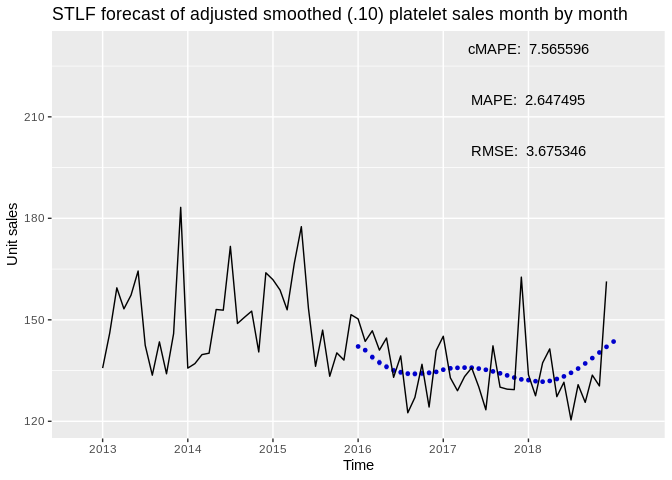 STLF forecast of adjusted smoothed (.10) platelet sales month by month
cMAPE: 7.565596
MAPE: 2.647495
RMSE: 3.675346
210
180
150
120
Unit sales
2013 2014 2015 2016 2017 2018
Time